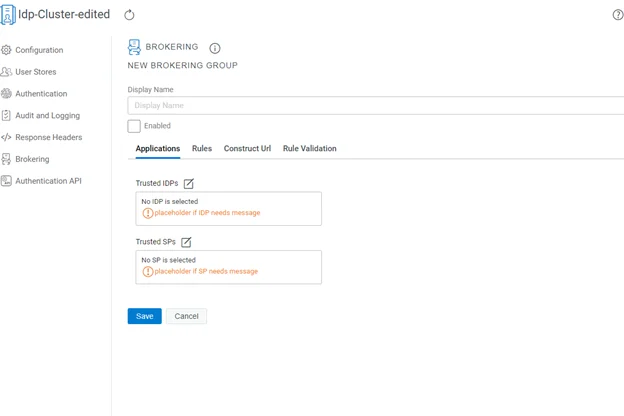 Idp-Cluster-edited
Configuration
User Stores
Authentication
Audit and Logging
Response Headers
Brokering
Authentication API
BROKERING
NEW BROKERING GROUP
Display Name
Display Name
Enabled
Applications Rules Construct Url Rule Validation
Trusted IDPs
No IDP is selected
placeholder if IDP needs message
Trusted SPs
No SP is selected
placeholder if SP needs message
Save Cancel